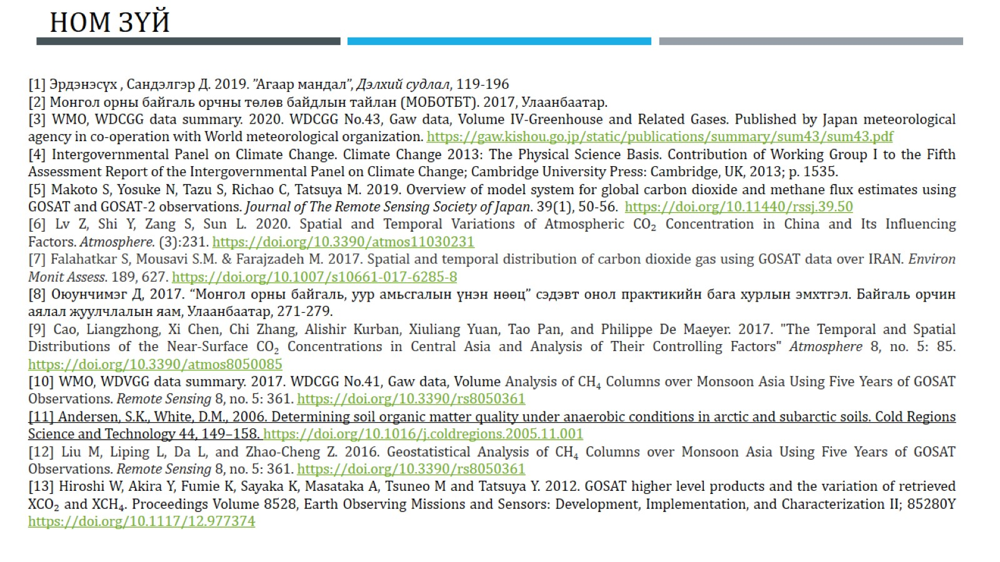 НОМ ЗҮЙ
[1] Эрдэнэсүх , Сандэлгэр Д. 2019. ”Агаар мандал”, Дэлхий судлал, 119-196
[2] Монгол орны байгаль орчны төлөв байдлын тайлан (МОБОТБТ). 2017, Улаанбаатар.
[3] WMO, WDCGG data summary. 2020. WDCGG No.43, Gaw data, Volume IV-Greenhouse and Related Gases. Published by Japan meteorological
agency in co-operation with World meteorological organization. https://gaw.kishou.go.jp/static/publications/summary/sum43/sum43.pdf
[4] Intergovernmental Panel on Climate Change. Climate Change 2013: The Physical Science Basis. Contribution of Working Group I to the Fifth
Assessment Report of the Intergovernmental Panel on Climate Change; Cambridge University Press: Cambridge, UK, 2013; p. 1535.
[5] Makoto S, Yosuke N, Tazu S, Richao C, Tatsuya M. 2019. Overview of model system for global carbon dioxide and methane flux estimates using
GOSAT and GOSAT-2 observations. Journal of The Remote Sensing Society of Japan. 39(1), 50-56. https://doi.org/10.11440/rssj.39.50
[6] Lv Z, Shi Y, Zang S, Sun L. 2020. Spatial and Temporal Variations of Atmospheric CO₂ Concentration in China and Its Influencing
Factors. Atmosphere. (3):231. https://doi.org/10.3390/atmos11030231
[7] Falahatkar S, Mousavi S.M. & Farajzadeh M. 2017. Spatial and temporal distribution of carbon dioxide gas using GOSAT data over IRAN. Environ
Monit Assess. 189, 627. https://doi.org/10.1007/s10661-017-6285-8
[8] Оюунчимэг Д, 2017. “Монгол орны байгаль, уур амьсгалын үнэн нөөц” сэдэвт онол практикийн бага хурлын эмхтгэл. Байгаль орчин
аялал жуулчлалын яам, Улаанбаатар, 271-279.
[9] Cao, Liangzhong, Xi Chen, Chi Zhang, Alishir Kurban, Xiuliang Yuan, Tao Pan, and Philippe De Maeyer. 2017. "The Temporal and Spatial
Distributions of the Near-Surface CO₂ Concentrations in Central Asia and Analysis of Their Controlling Factors" Atmosphere 8, no. 5: 85.
https://doi.org/10.3390/atmos8050085
[10] WMO, WDVGG data summary. 2017. WDCGG No.41, Gaw data, Volume Analysis of CH₄ Columns over Monsoon Asia Using Five Years of GOSAT
Observations. Remote Sensing 8, no. 5: 361. https://doi.org/10.3390/rs8050361
[11] Andersen, S.K., White, D.M., 2006. Determining soil organic matter quality under anaerobic conditions in arctic and subarctic soils. Cold Regions
Science and Technology 44, 149–158. https://doi.org/10.1016/j.coldregions.2005.11.001
[12] Liu M, Liping L, Da L, and Zhao-Cheng Z. 2016. Geostatistical Analysis of CH₄ Columns over Monsoon Asia Using Five Years of GOSAT
Observations. Remote Sensing 8, no. 5: 361. https://doi.org/10.3390/rs8050361
[13] Hiroshi W, Akira Y, Fumie K, Sayaka K, Masataka A, Tsuneo M and Tatsuya Y. 2012. GOSAT higher level products and the variation of retrieved
XCO₂ and XCH₄. Proceedings Volume 8528, Earth Observing Missions and Sensors: Development, Implementation, and Characterization II; 85280Y
https://doi.org/10.1117/12.977374